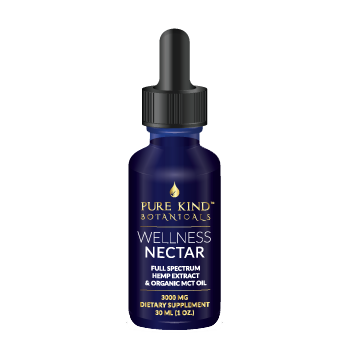 PURE KIND™
BOTANICALS
WELLNESS
NECTAR
FULL SPECTRUM
HEMP EXTRACT
& ORGANIC MCT OIL
3000 MG
DIETARY SUPPLEMENT
30 ML (1 OZ.)